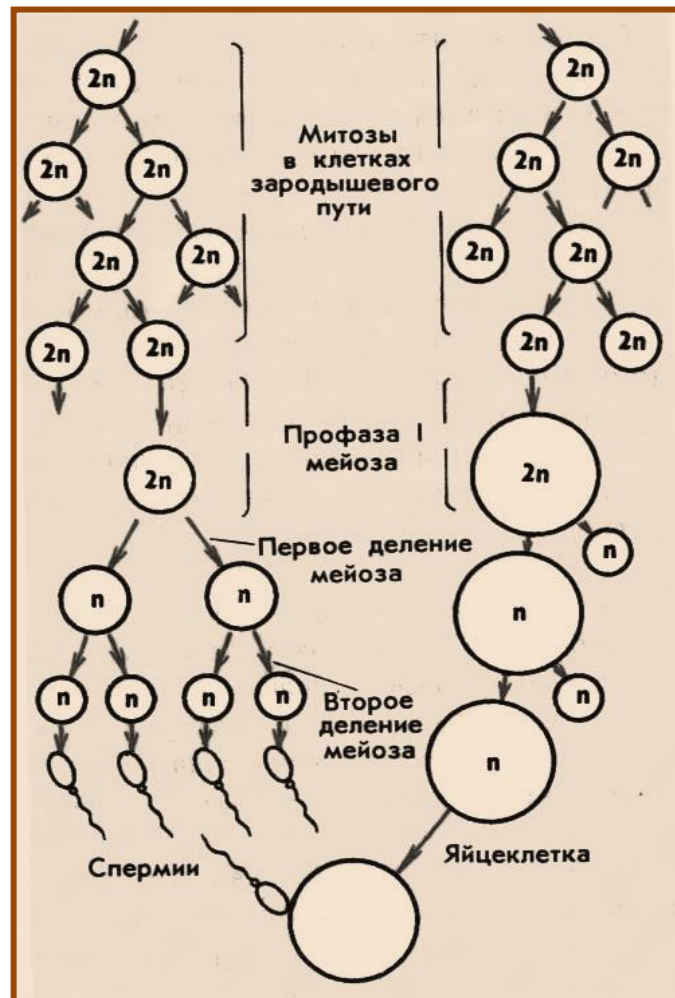 2n
2n
2n 2n
2n 2n
Митозы
в клетках
зародышевого
пути
2n 2n
2n 2n
2n 2n
2n 2n
Профаза I
мейоза
2n
2n
Первое деление
мейоза
n
n n
n
n n n n
n
Второе
деление
мейоза
n
Спермии
Яйцеклетка